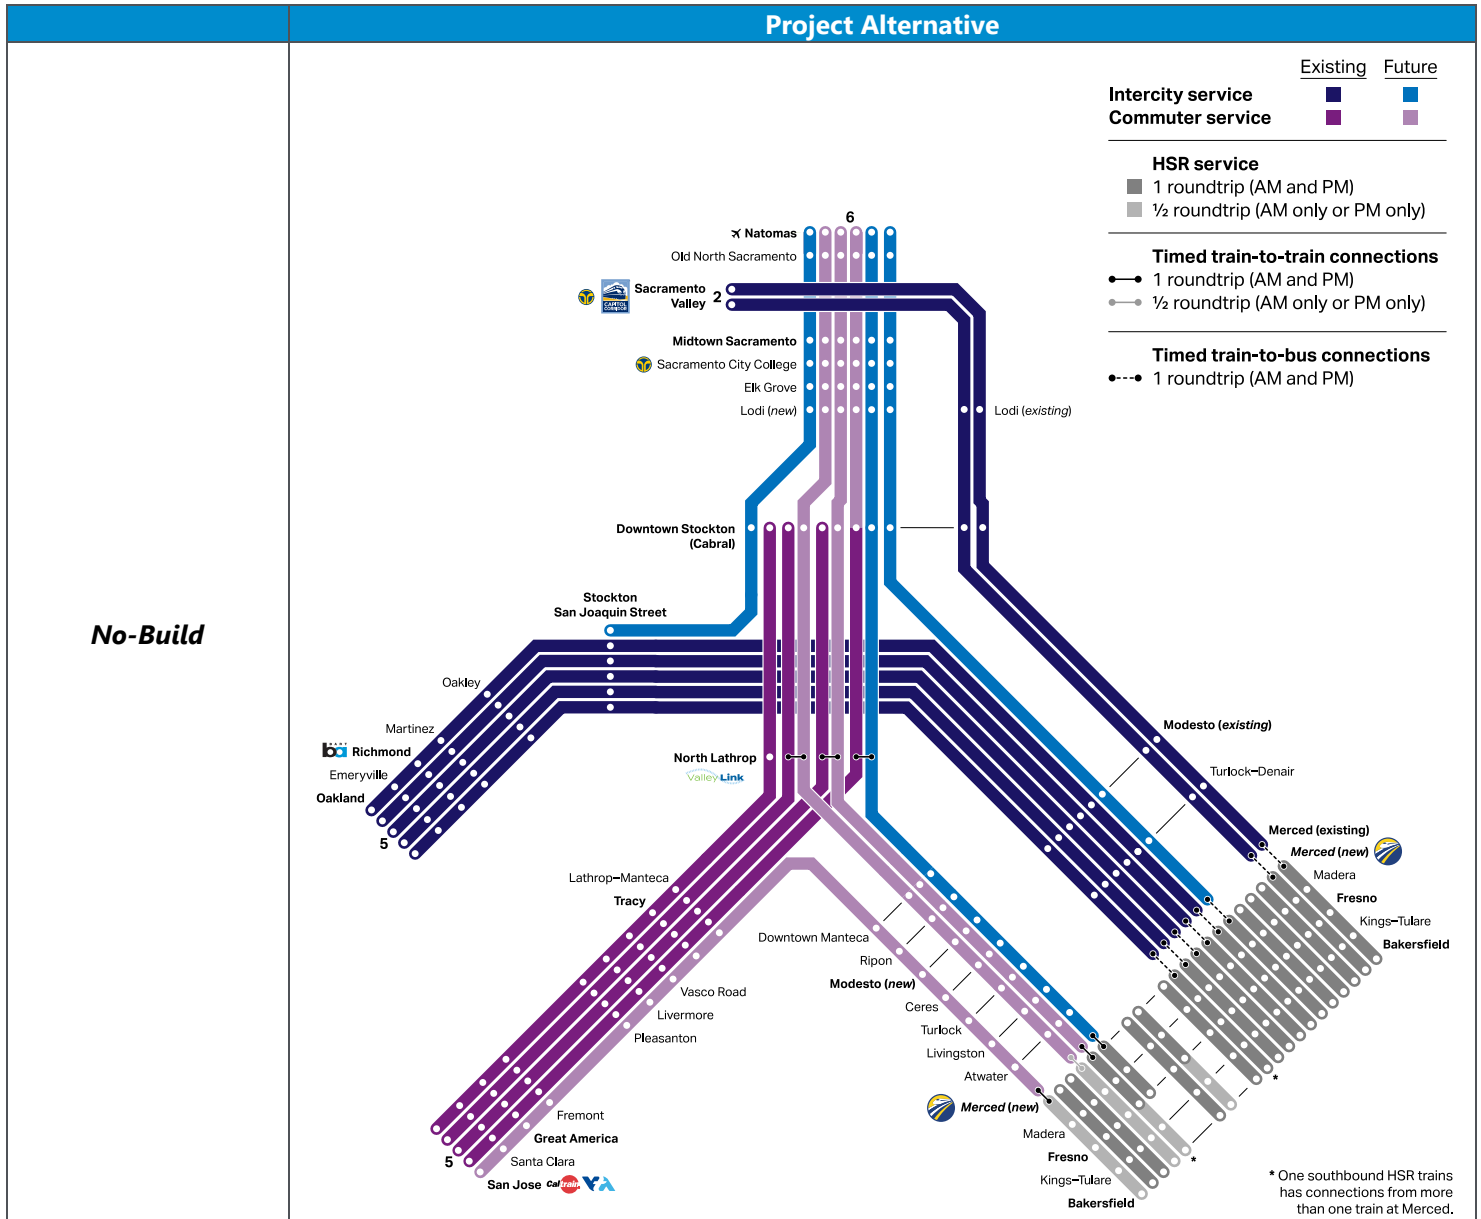 Project Alternative
No-Build
Existing Future
Intercity service
Commuter service
HSR service
1 roundtrip (AM and PM)
½ roundtrip (AM only or PM only)
Timed train-to-train connections
1 roundtrip (AM and PM)
½ roundtrip (AM only or PM only)
Timed train-to-bus connections
1 roundtrip (AM and PM)
6
Natomas
Old North Sacramento
CAPITOL
CORRIDOR
Sacramento
Valley
2
Midtown Sacramento
Sacramento City College
Elk Grove
Lodi (new)
Lodi (existing)
Downtown Stockton
(Cabral)
Stockton
San Joaquin Street
Oakley
Martinez
BART
ba Richmond
Emeryville
Oakland
5
North Lathrop
ValleyLink
Modesto (existing)
Turlock–Denair
Merced (existing)
Merced (new)
Madera
Fresno
Kings–Tulare
Bakersfield
Lathrop–Manteca
Tracy
Downtown Manteca
Ripon
Modesto (new)
Ceres
Turlock
Livingston
Atwater
Merced (new)
Madera
Fresno
Kings–Tulare
Bakersfield
Vasco Road
Livermore
Pleasanton
Fremont
Great America
Santa Clara
San Jose Caltrain VTA
5
*
*
* One southbound HSR trains
has connections from more
than one train at Merced.